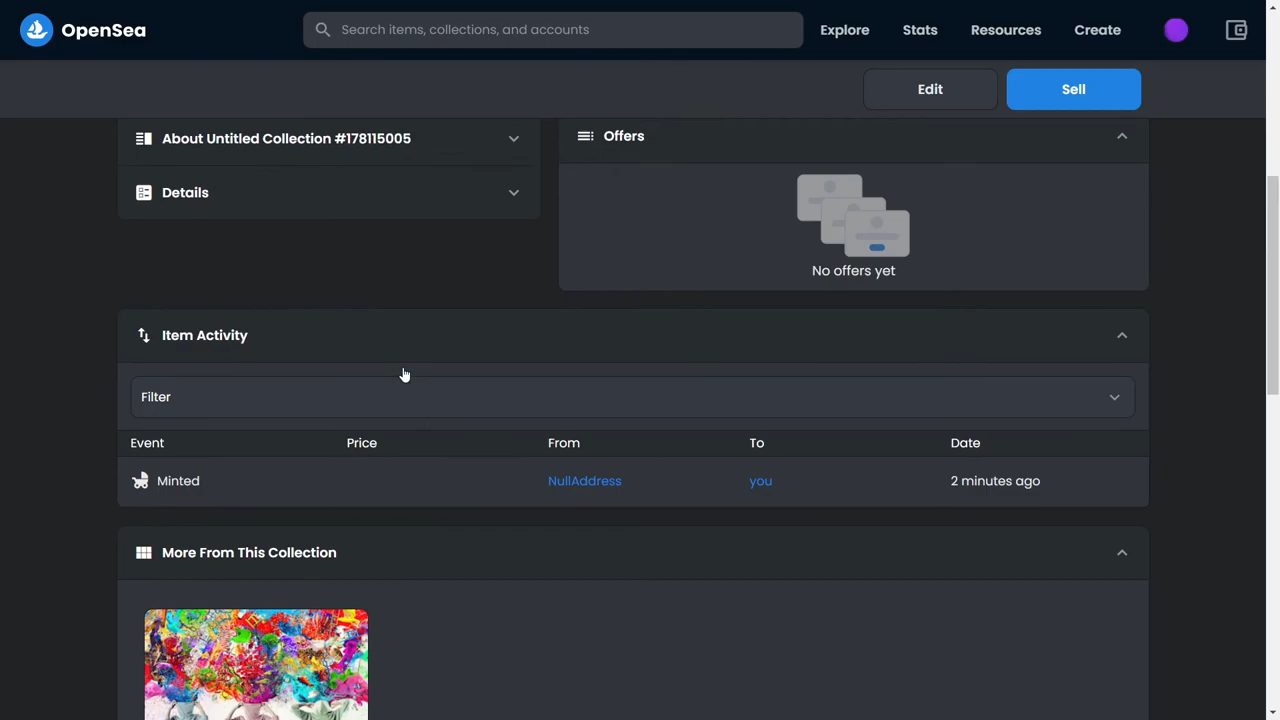 OpenSea
Search items, collections, and accounts
Explore
Stats
Resources
Create
Edit
Sell
About Untitled Collection #178115005
Offers
Details
No offers yet
Item Activity
Filter
Event Price From To Date
Minted NullAddress you 2 minutes ago
More From This Collection